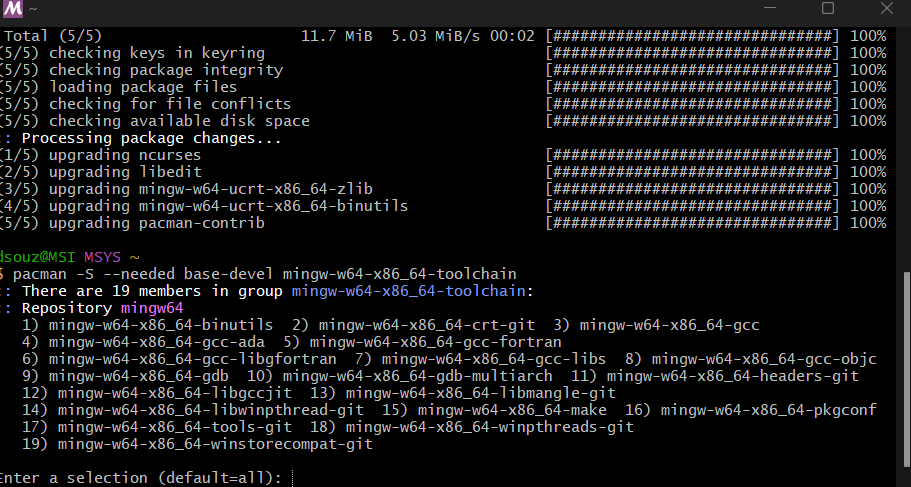 ~
Total (5/5) 11.7 MiB 5.03 MiB/s 00:02 [###############################] 100%
(5/5) checking keys in keyring [###############################] 100%
(5/5) checking package integrity [###############################] 100%
(5/5) loading package files [###############################] 100%
(5/5) checking for file conflicts [###############################] 100%
(5/5) checking available disk space [###############################] 100%
:: Processing package changes...
(1/5) upgrading ncurses [###############################] 100%
(2/5) upgrading libedit [###############################] 100%
(3/5) upgrading mingw-w64-ucrt-x86_64-zlib [###############################] 100%
(4/5) upgrading mingw-w64-ucrt-x86_64-binutils [###############################] 100%
(5/5) upgrading pacman-contrib [###############################] 100%
dsouz@MSI MSYS ~
$ pacman -S --needed base-devel mingw-w64-x86_64-toolchain
:: There are 19 members in group mingw-w64-x86_64-toolchain:
:: Repository mingw64
1) mingw-w64-x86_64-binutils 2) mingw-w64-x86_64-crt-git 3) mingw-w64-x86_64-gcc
4) mingw-w64-x86_64-gcc-ada 5) mingw-w64-x86_64-gcc-fortran
6) mingw-w64-x86_64-gcc-libgfortran 7) mingw-w64-x86_64-gcc-libs 8) mingw-w64-x86_64-gcc-objc
9) mingw-w64-x86_64-gdb 10) mingw-w64-x86_64-gdb-multiarch 11) mingw-w64-x86_64-headers-git
12) mingw-w64-x86_64-libgccjit 13) mingw-w64-x86_64-libmangle-git
14) mingw-w64-x86_64-libwinpthread-git 15) mingw-w64-x86_64-make 16) mingw-w64-x86_64-pkgconf
17) mingw-w64-x86_64-tools-git 18) mingw-w64-x86_64-winpthreads-git
19) mingw-w64-x86_64-winstorecompat-git
Enter a selection (default=all):